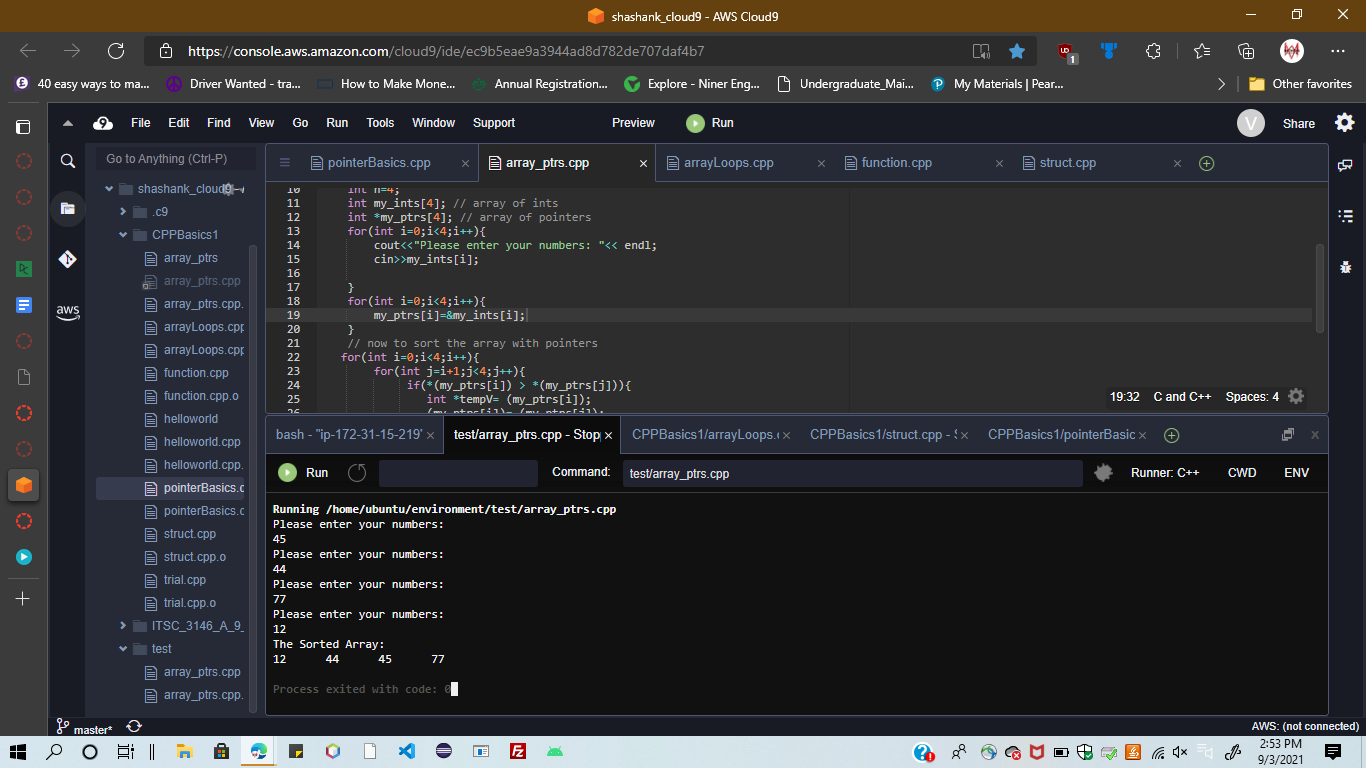 shashank_cloud9 - AWS Cloud9
https://console.aws.amazon.com/cloud9/ide/ec9b5eae9a3944ad8d782de707daf4b7
40 easy ways to ma... Driver Wanted - tra... How to Make Mone... Annual Registration... Explore - Niner Eng... Undergraduate_Mai... My Materials | Pear... Other favorites
File Edit Find View Go Run Tools Window Support Preview Run V Share
Go to Anything (Ctrl-P)
shashank_cloud9
.c9
CPPBasics1
array_ptrs
array_ptrs.cpp
array_ptrs.cpp.
arrayLoops.cpp
arrayLoops.cpp
function.cpp
function.cpp.o
helloworld
helloworld.cpp
helloworld.cpp.
pointerBasics.c
pointerBasics.c
struct.cpp
struct.cpp.o
trial.cpp
trial.cpp.o
ITSC_3146_A_9_
test
array_ptrs.cpp
array_ptrs.cpp.
aws
pointerBasics.cpp array_ptrs.cpp arrayLoops.cpp function.cpp struct.cpp
10 int n=4;
11 int my_ints[4]; // array of ints
12 int *my_ptrs[4]; // array of pointers
13 for(int i=0;i<4;i++){
14 cout<<"Please enter your numbers: "<< endl;
15 cin>>my_ints[i];
16
17 }
18 for(int i=0;i<4;i++){
19 my_ptrs[i]=&my_ints[i];
20 }
21 // now to sort the array with pointers
22 for(int i=0;i<4;i++){
23 for(int j=i+1;j<4;j++){
24 if(*(my_ptrs[i]) > *(my_ptrs[j])){
25 int *tempV= (my_ptrs[i]);
26 (my_ptrs[i])= (my_ptrs[j]);
19:32 C and C++ Spaces: 4
bash - "ip-172-31-15-219" test/array_ptrs.cpp - Stopp CPPBasics1/arrayLoops.c CPPBasics1/struct.cpp - S CPPBasics1/pointerBasic
Run Command: test/array_ptrs.cpp Runner: C++ CWD ENV
Running /home/ubuntu/environment/test/array_ptrs.cpp
Please enter your numbers:
45
Please enter your numbers:
44
Please enter your numbers:
77
Please enter your numbers:
12
The Sorted Array:
12 44 45 77
Process exited with code: 0
master* AWS: (not connected)
2:53 PM
9/3/2021